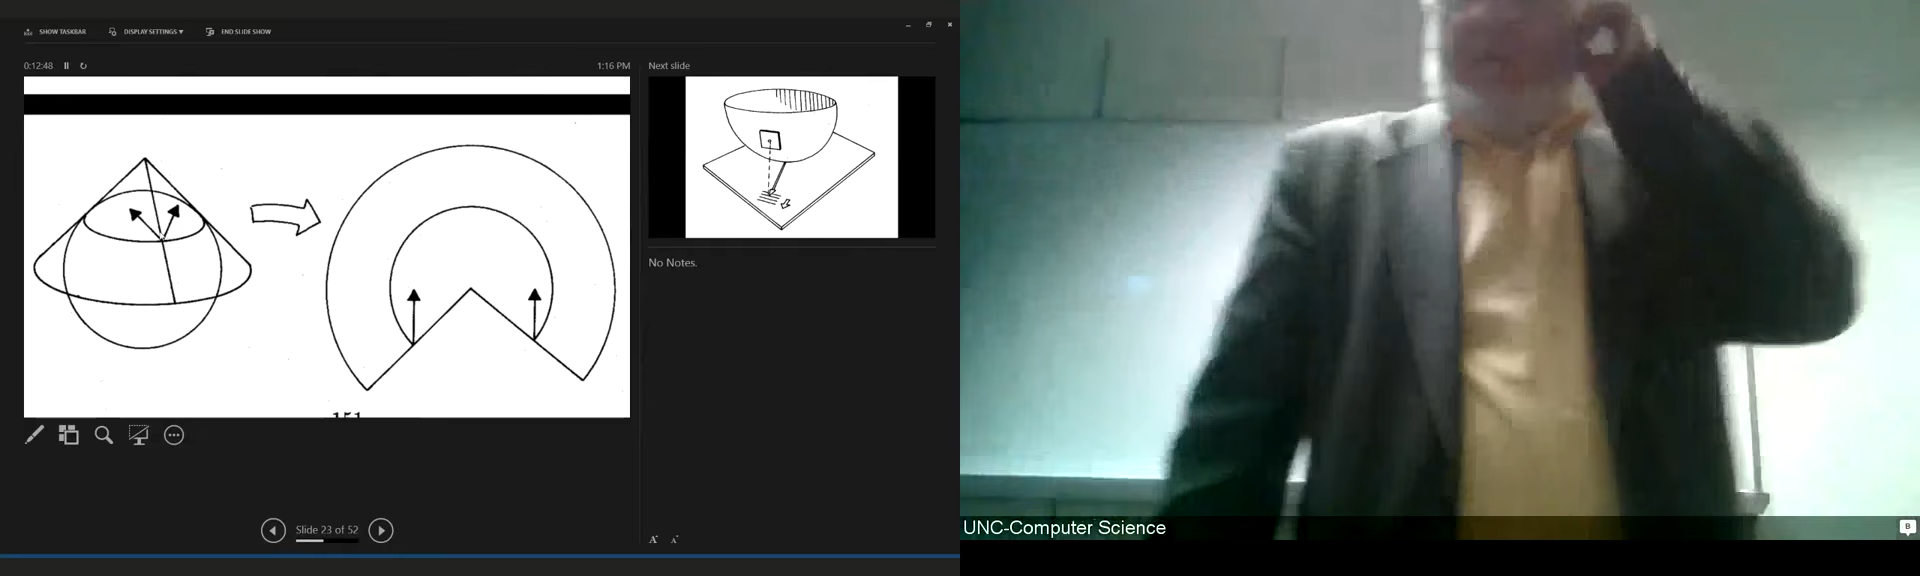 SHOW TASKBAR
DISPLAY SETTINGS ▾
END SLIDE SHOW
0:12:48
1:16 PM
Next slide
No Notes.
151
Slide 23 of 52
A
A
UNC-Computer Science
B